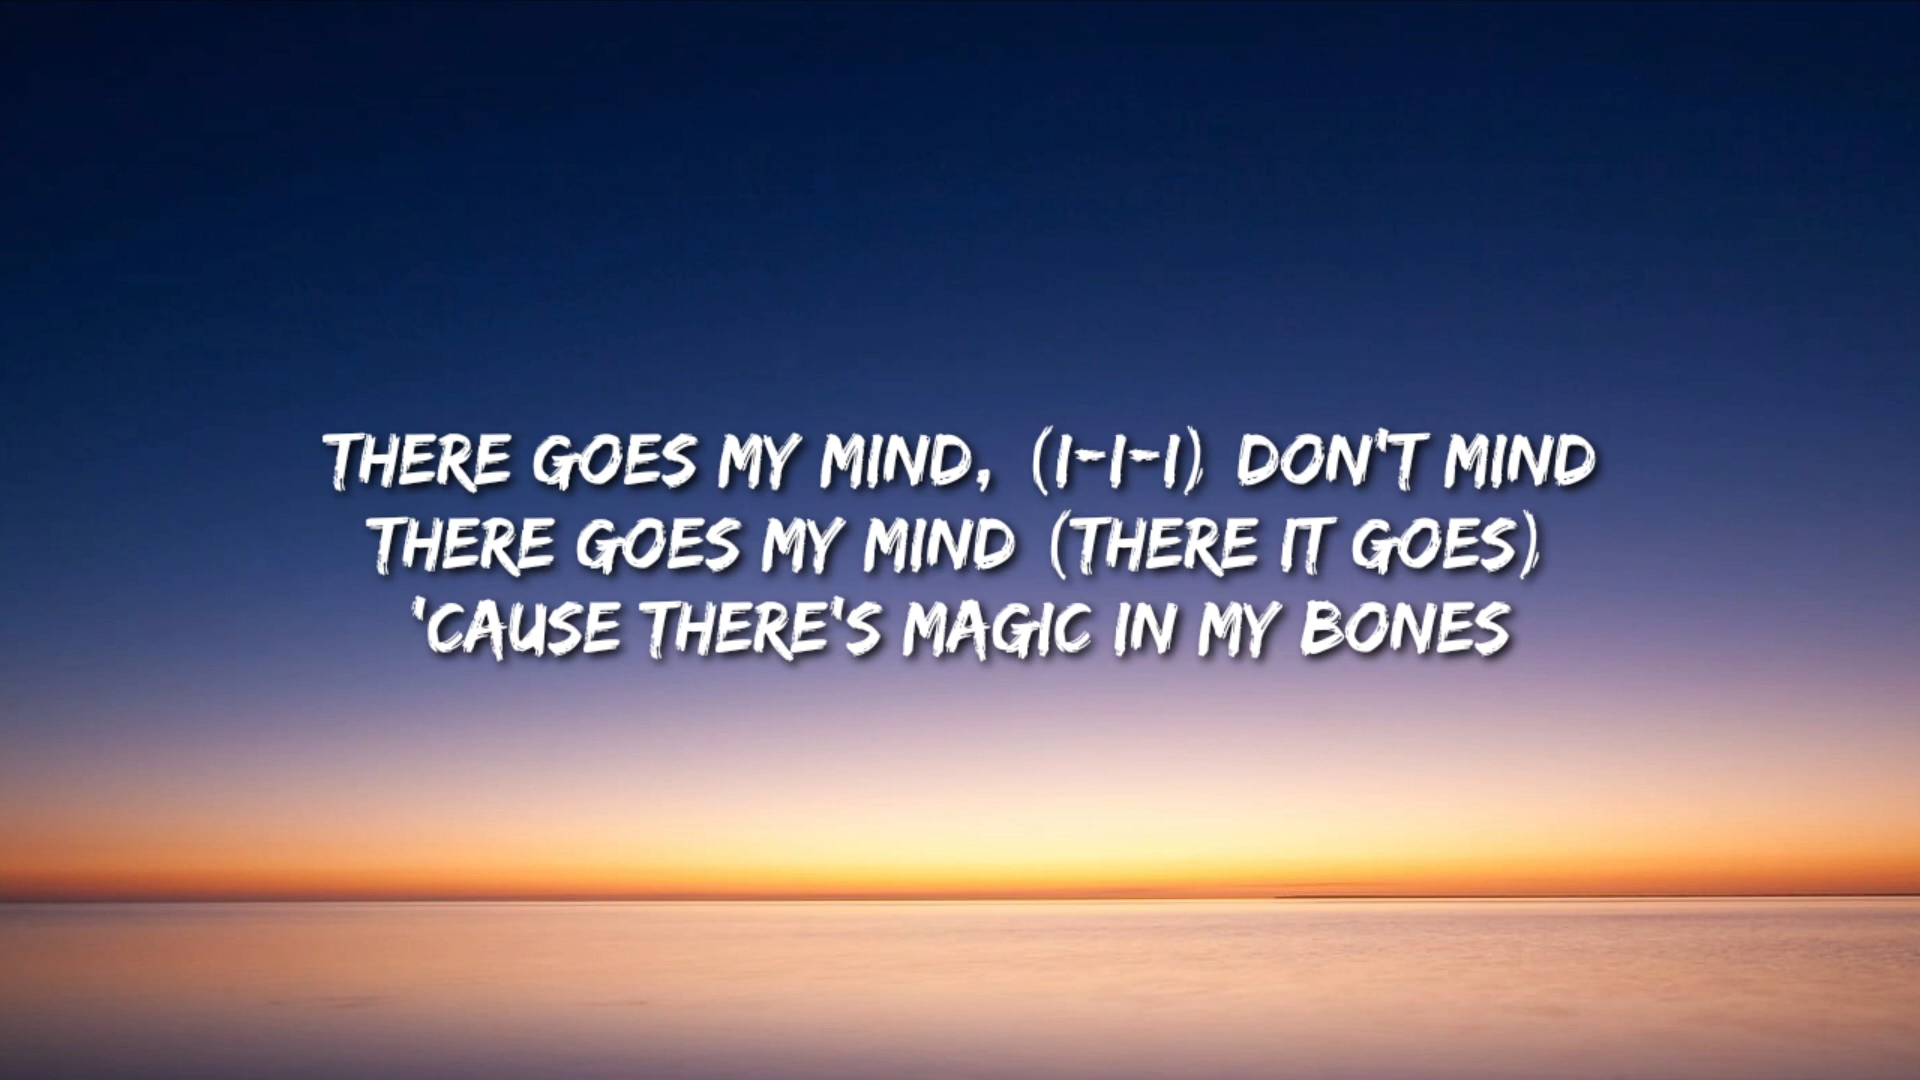 THERE GOES MY MIND, (I-I-I) DON'T MIND
THERE GOES MY MIND (THERE IT GOES)
'CAUSE THERE'S MAGIC IN MY BONES